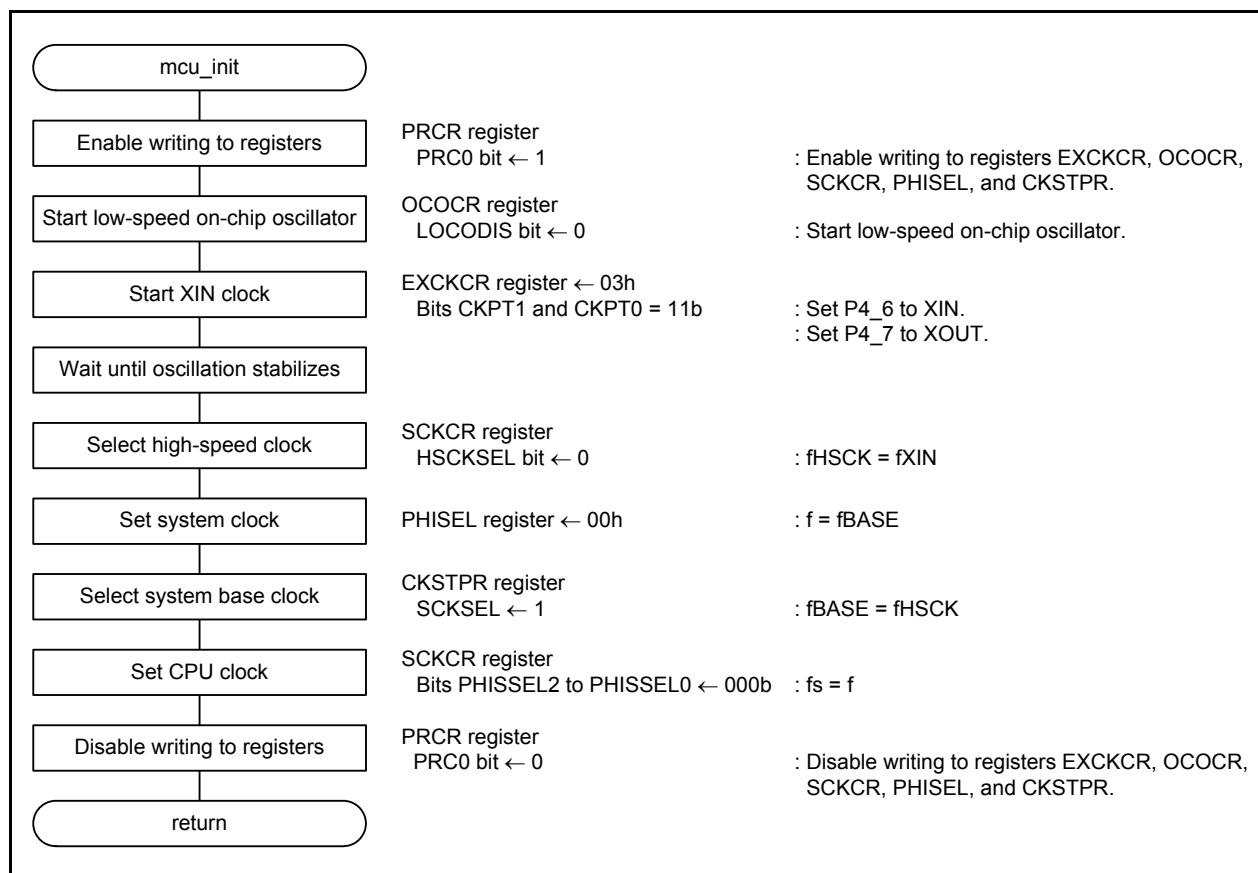 mcu_init
Enable writing to registers
PRCR register
PRC0 bit ← 1 : Enable writing to registers EXCKCR, OCOCR,
SCKCR, PHISEL, and CKSTPR.
Start low-speed on-chip oscillator
OCOCR register
LOCODIS bit ← 0 : Start low-speed on-chip oscillator.
Start XIN clock
EXCKCR register ← 03h
Bits CKPT1 and CKPT0 = 11b : Set P4_6 to XIN.
: Set P4_7 to XOUT.
Wait until oscillation stabilizes
Select high-speed clock
SCKCR register
HSCKSEL bit ← 0 : fHSCK = fXIN
Set system clock
PHISEL register ← 00h : f = fBASE
Select system base clock
CKSTPR register
SCKSEL ← 1 : fBASE = fHSCK
Set CPU clock
SCKCR register
Bits PHISSEL2 to PHISSEL0 ← 000b : fs = f
Disable writing to registers
PRCR register
PRC0 bit ← 0 : Disable writing to registers EXCKCR, OCOCR,
SCKCR, PHISEL, and CKSTPR.
return